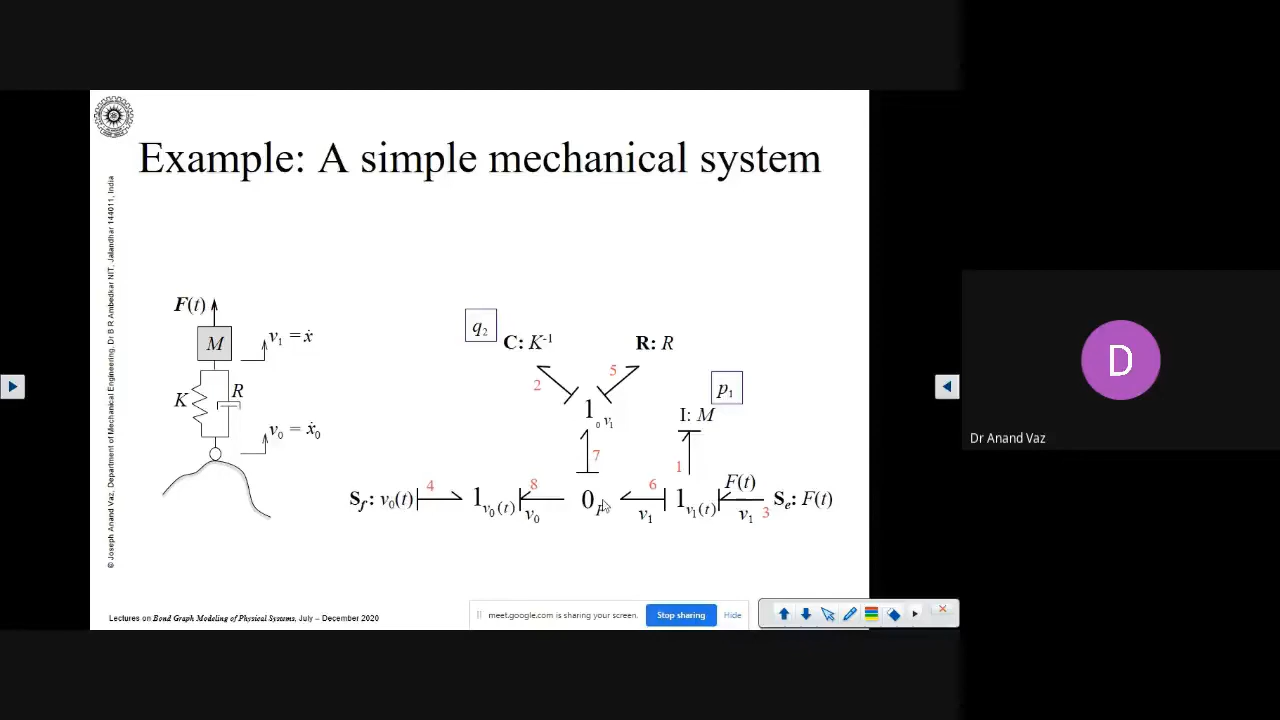 Example: A simple mechanical system
© Joseph Anand Vaz, Department of Mechanical Engineering, Dr B R Ambedkar NIT, Jalandhar 144011, India
F(t)
M
v₁ = ẋ
K
R
v₀ = ẋ₀
q₂
C: K⁻¹
R: R
2
5
1₀v₁
p₁
I: M
7
1
S_f: v₀(t)
4
1v₀(t)
8
v₀
0
6
v₁
1v₁(t)
F(t)
v₁
3
Sₑ: F(t)
Lectures on Bond Graph Modeling of Physical Systems, July – December 2020
meet.google.com is sharing your screen.
Stop sharing
Hide
D
Dr Anand Vaz